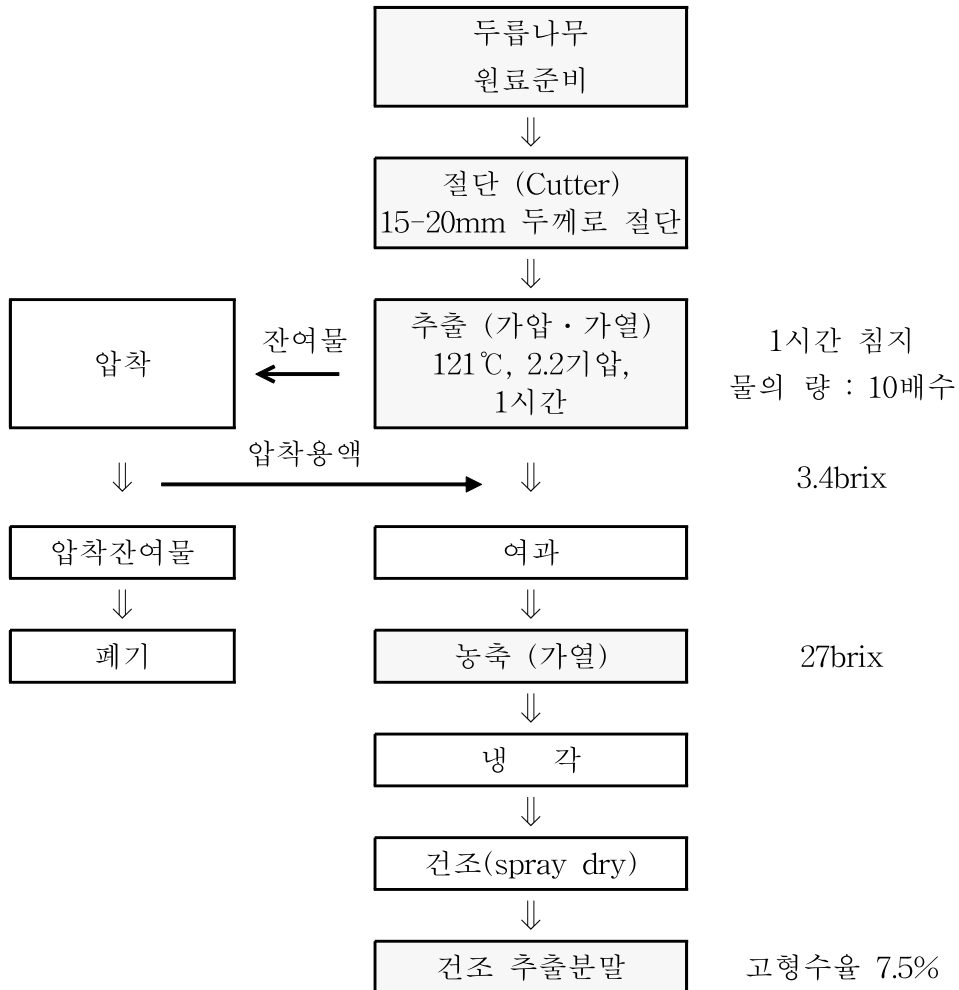 두릅나무
원료준비
⇓
절단 (Cutter)
15-20mm 두께로 절단
⇓
압착
잔여물
추출 (가압・가열)
121℃, 2.2기압,
1시간
1시간 침지
물의 량 : 10배수
⇓
압착용액
⇓
3.4brix
압착잔여물
여과
⇓
⇓
폐기
농축 (가열)
27brix
⇓
냉 각
⇓
건조(spray dry)
⇓
건조 추출분말
고형수율 7.5%